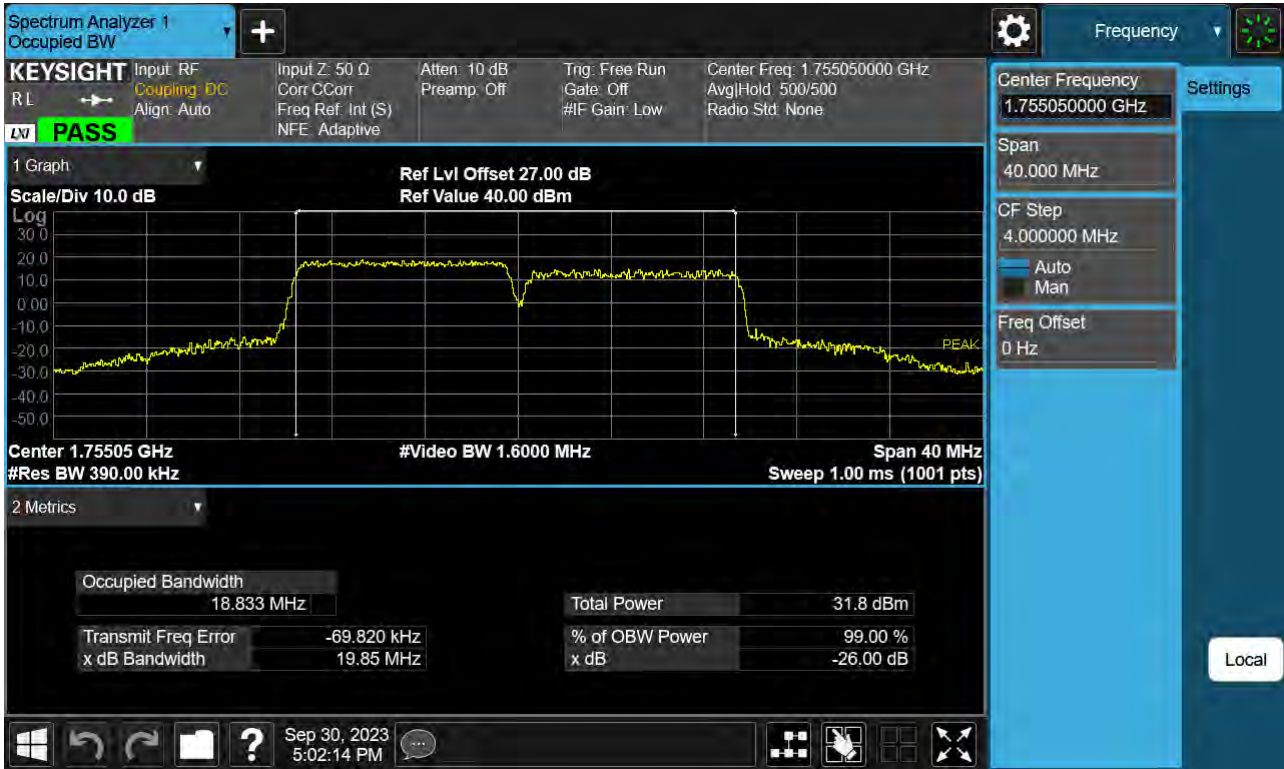 Spectrum Analyzer 1
Occupied BW
Frequency
KEYSIGHT
R L
LXI
PASS
Input: RF
Coupling: DC
Align: Auto
Input Z: 50 Ω
Corr CCorr
Freq Ref: Int (S)
NFE: Adaptive
Atten: 10 dB
Preamp: Off
Trig: Free Run
Gate: Off
#IF Gain: Low
Center Freq: 1.755050000 GHz
Avg|Hold: 500/500
Radio Std: None
Center Frequency
1.755050000 GHz
Settings
Span
40.000 MHz
CF Step
4.000000 MHz
Auto
Man
Freq Offset
0 Hz
Local
1 Graph
Scale/Div 10.0 dB
Ref Lvl Offset 27.00 dB
Ref Value 40.00 dBm
Log
30.0
20.0
10.0
0.00
-10.0
-20.0
-30.0
-40.0
-50.0
PEAK
Center 1.75505 GHz
#Video BW 1.6000 MHz
Span 40 MHz
#Res BW 390.00 kHz
Sweep 1.00 ms (1001 pts)
2 Metrics
Occupied Bandwidth
18.833 MHz
Total Power 31.8 dBm
Transmit Freq Error -69.820 kHz
% of OBW Power 99.00 %
x dB Bandwidth 19.85 MHz
x dB -26.00 dB
Sep 30, 2023
5:02:14 PM